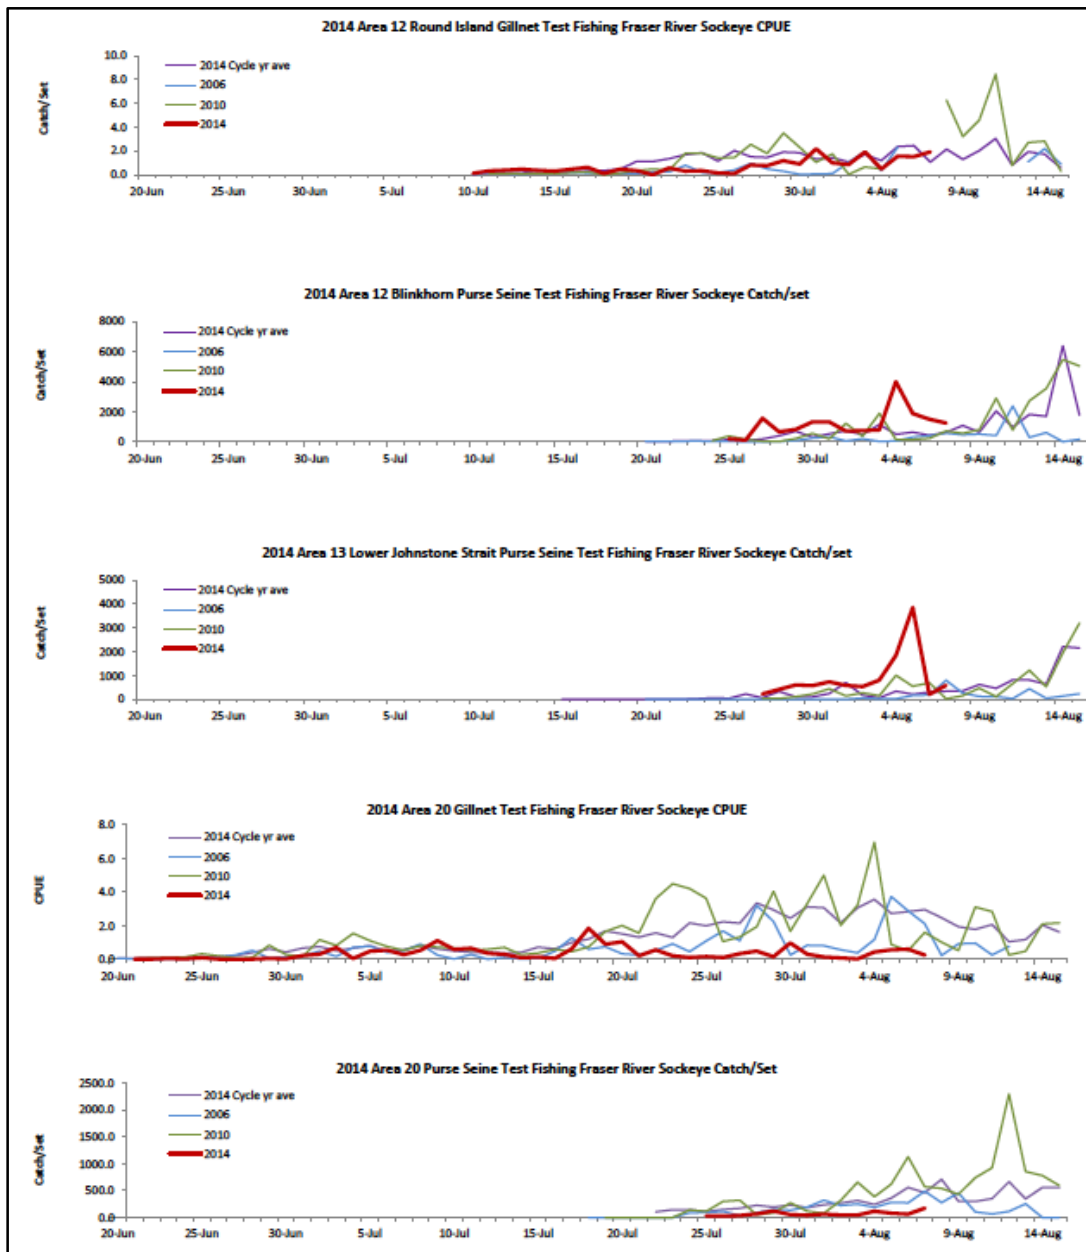 2014 Area 12 Round Island Gillnet Test Fishing Fraser River Sockeye CPUE
Catch/Set
10.0
8.0
6.0
4.0
2.0
0.0
2014 Cycle yr ave
2006
2010
2014
20-Jun 25-Jun 30-Jun 5-Jul 10-Jul 15-Jul 20-Jul 25-Jul 30-Jul 4-Aug 9-Aug 14-Aug
2014 Area 12 Blinkhorn Purse Seine Test Fishing Fraser River Sockeye Catch/set
Catch/Set
8000
6000
4000
2000
0
2014 Cycle yr ave
2006
2010
2014
20-Jun 25-Jun 30-Jun 5-Jul 10-Jul 15-Jul 20-Jul 25-Jul 30-Jul 4-Aug 9-Aug 14-Aug
2014 Area 13 Lower Johnstone Strait Purse Seine Test Fishing Fraser River Sockeye Catch/set
Catch/Set
5000
4000
3000
2000
1000
0
2014 Cycle yr ave
2006
2010
2014
20-Jun 25-Jun 30-Jun 5-Jul 10-Jul 15-Jul 20-Jul 25-Jul 30-Jul 4-Aug 9-Aug 14-Aug
2014 Area 20 Gillnet Test Fishing Fraser River Sockeye CPUE
CPUE
8.0
6.0
4.0
2.0
0.0
2014 Cycle yr ave
2006
2010
2014
20-Jun 25-Jun 30-Jun 5-Jul 10-Jul 15-Jul 20-Jul 25-Jul 30-Jul 4-Aug 9-Aug 14-Aug
2014 Area 20 Purse Seine Test Fishing Fraser River Sockeye Catch/Set
Catch/Set
2500.0
2000.0
1500.0
1000.0
500.0
0.0
2014 Cycle yr ave
2006
2010
2014
20-Jun 25-Jun 30-Jun 5-Jul 10-Jul 15-Jul 20-Jul 25-Jul 30-Jul 4-Aug 9-Aug 14-Aug